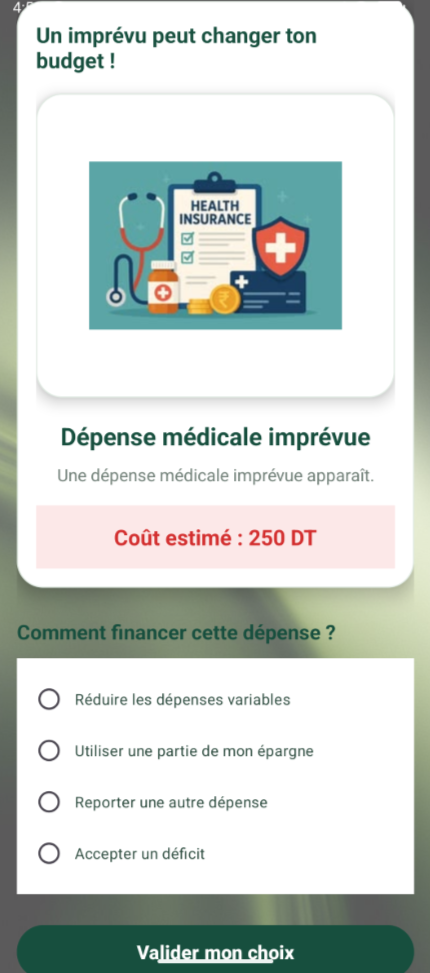 Un imprévu peut changer ton
budget !
HEALTH
INSURANCE
Dépense médicale imprévue
Une dépense médicale imprévue apparaît.
Coût estimé : 250 DT
Comment financer cette dépense ?
Réduire les dépenses variables
Utiliser une partie de mon épargne
Reporter une autre dépense
Accepter un déficit
Valider mon choix